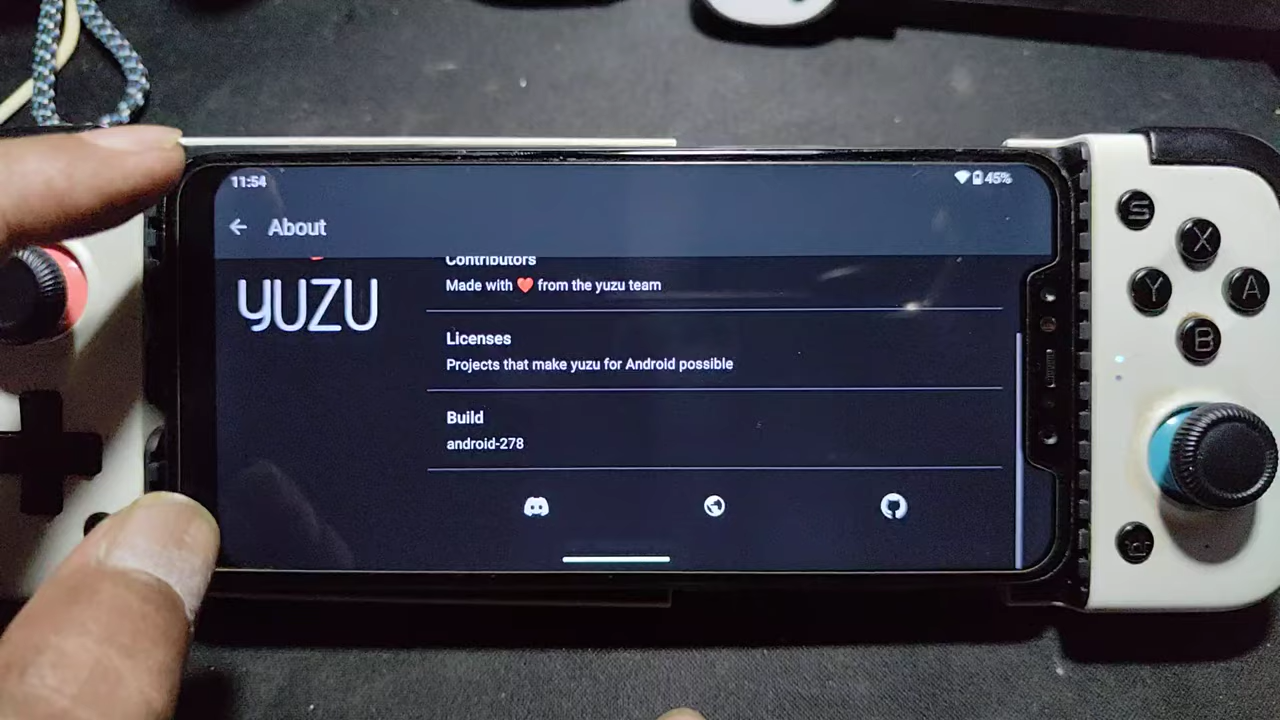 11:54
45%
About
Contributors
Made with ❤ from the yuzu team
YUZU
Licenses
Projects that make yuzu for Android possible
Build
android-278
S
X
Y
A
B